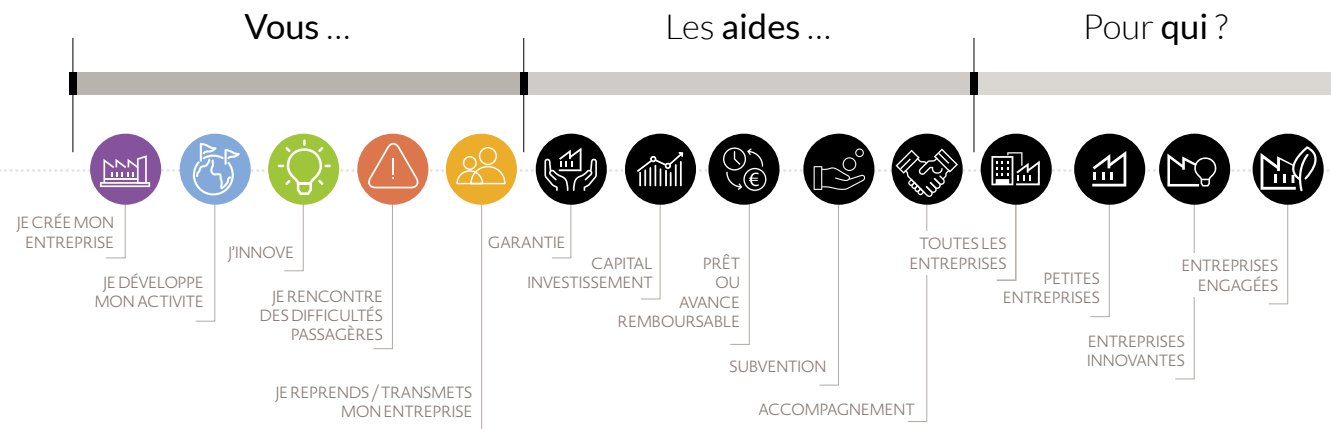 Vous ...
Les aides ...
Pour qui ?
JE CRÉE MON
ENTREPRISE
JE DÉVELOPPE
MON ACTIVITE
J'INNOVE
JE RENCONTRE
DES DIFFICULTÉS
PASSAGÈRES
JE REPRENDS / TRANSMETS
MON ENTREPRISE
GARANTIE
CAPITAL
INVESTISSEMENT
PRÊT
OU
AVANCE
REMBOURSABLE
SUBVENTION
ACCOMPAGNEMENT
TOUTES LES
ENTREPRISES
PETITES
ENTREPRISES
ENTREPRISES
INNOVANTES
ENTREPRISES
ENGAGÉES